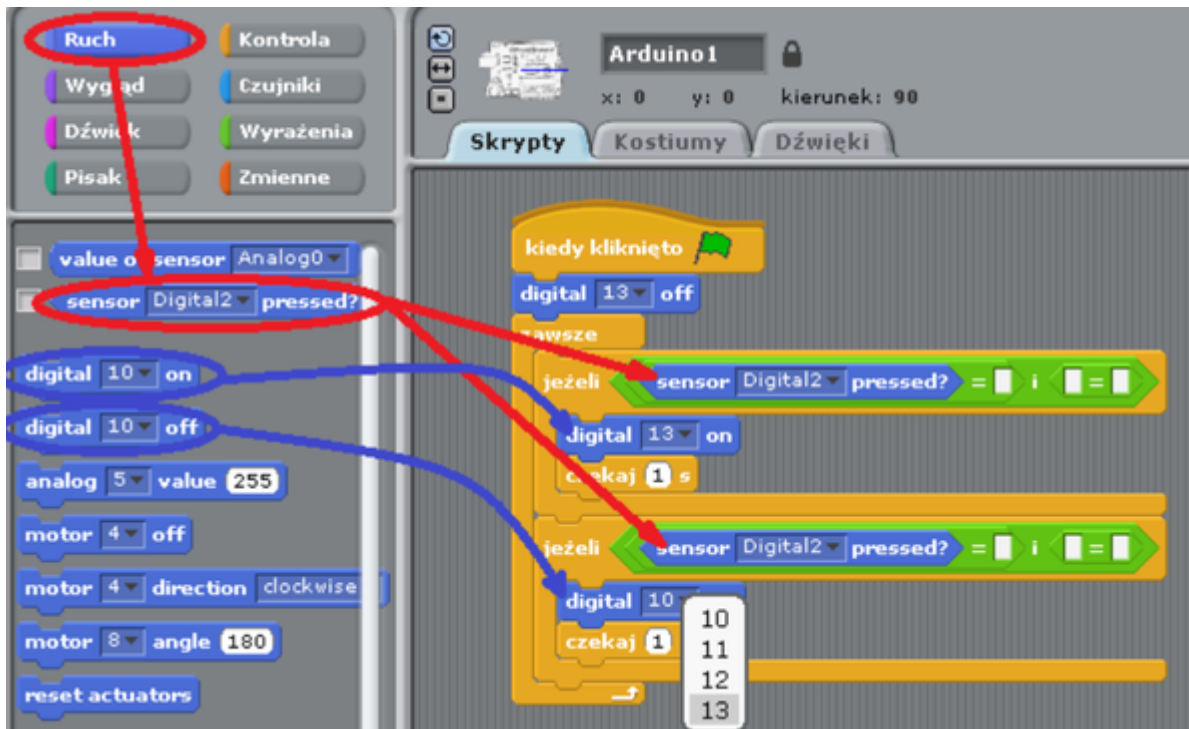 Ruch
Kontrola
Wygląd
Czujniki
Dźwięk
Wyrażenia
Pisak
Zmienne
value of sensor Analog0
sensor Digital2 pressed?
digital 10 on
digital 10 off
analog 5 value 255
motor 4 off
motor 4 direction clockwise
motor 8 angle 180
reset actuators
Arduino1
x: 0 y: 0 kierunek: 90
Skrypty Kostiumy Dźwięki
kiedy kliknięto
digital 13 off
zawsze
jeżeli sensor Digital2 pressed? = i =
digital 13 on
czekaj 1 s
jeżeli sensor Digital2 pressed? = i =
digital 10
czekaj 1
10
11
12
13